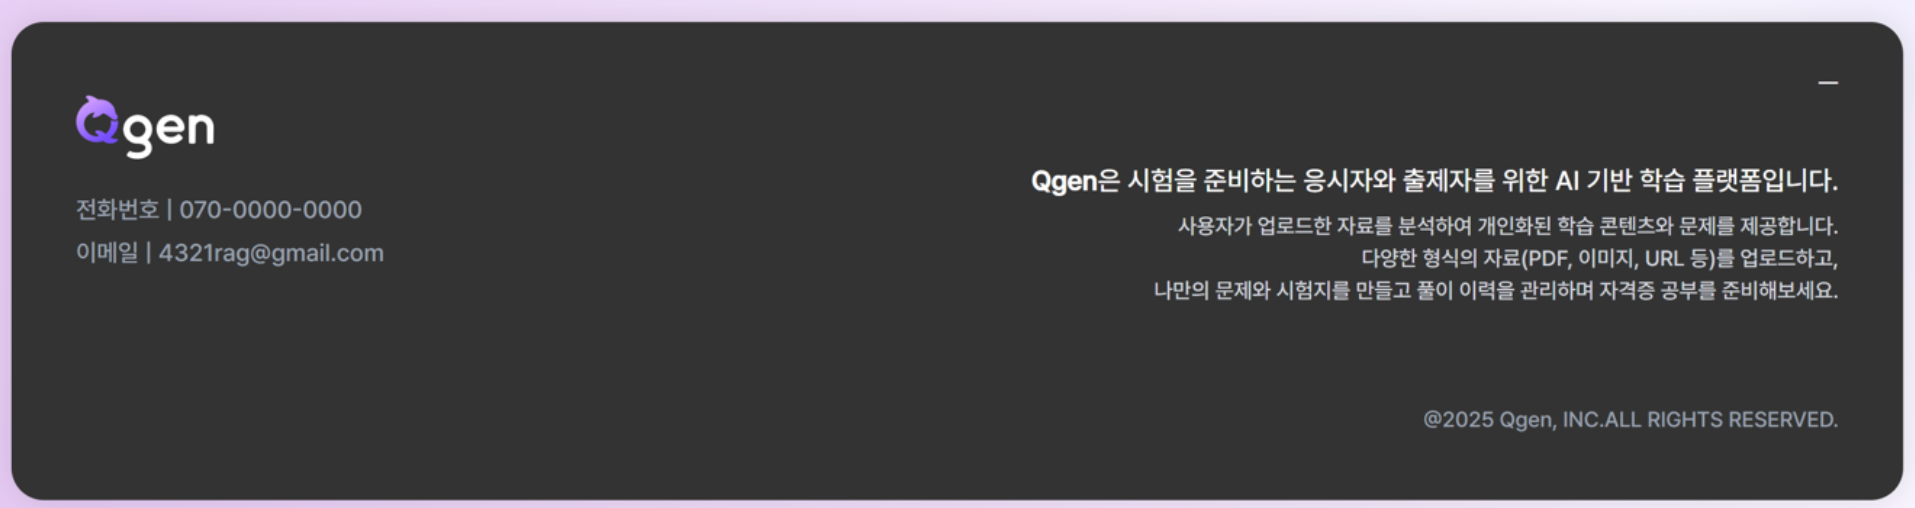 Qgen
전화번호 | 070-0000-0000
이메일 | 4321rag@gmail.com
Qgen은 시험을 준비하는 응시자와 출제자를 위한 AI 기반 학습 플랫폼입니다.
사용자가 업로드한 자료를 분석하여 개인화된 학습 콘텐츠와 문제를 제공합니다.
다양한 형식의 자료(PDF, 이미지, URL 등)를 업로드하고,
나만의 문제와 시험지를 만들고 풀이 이력을 관리하며 자격증 공부를 준비해보세요.
@2025 Qgen, INC.ALL RIGHTS RESERVED.